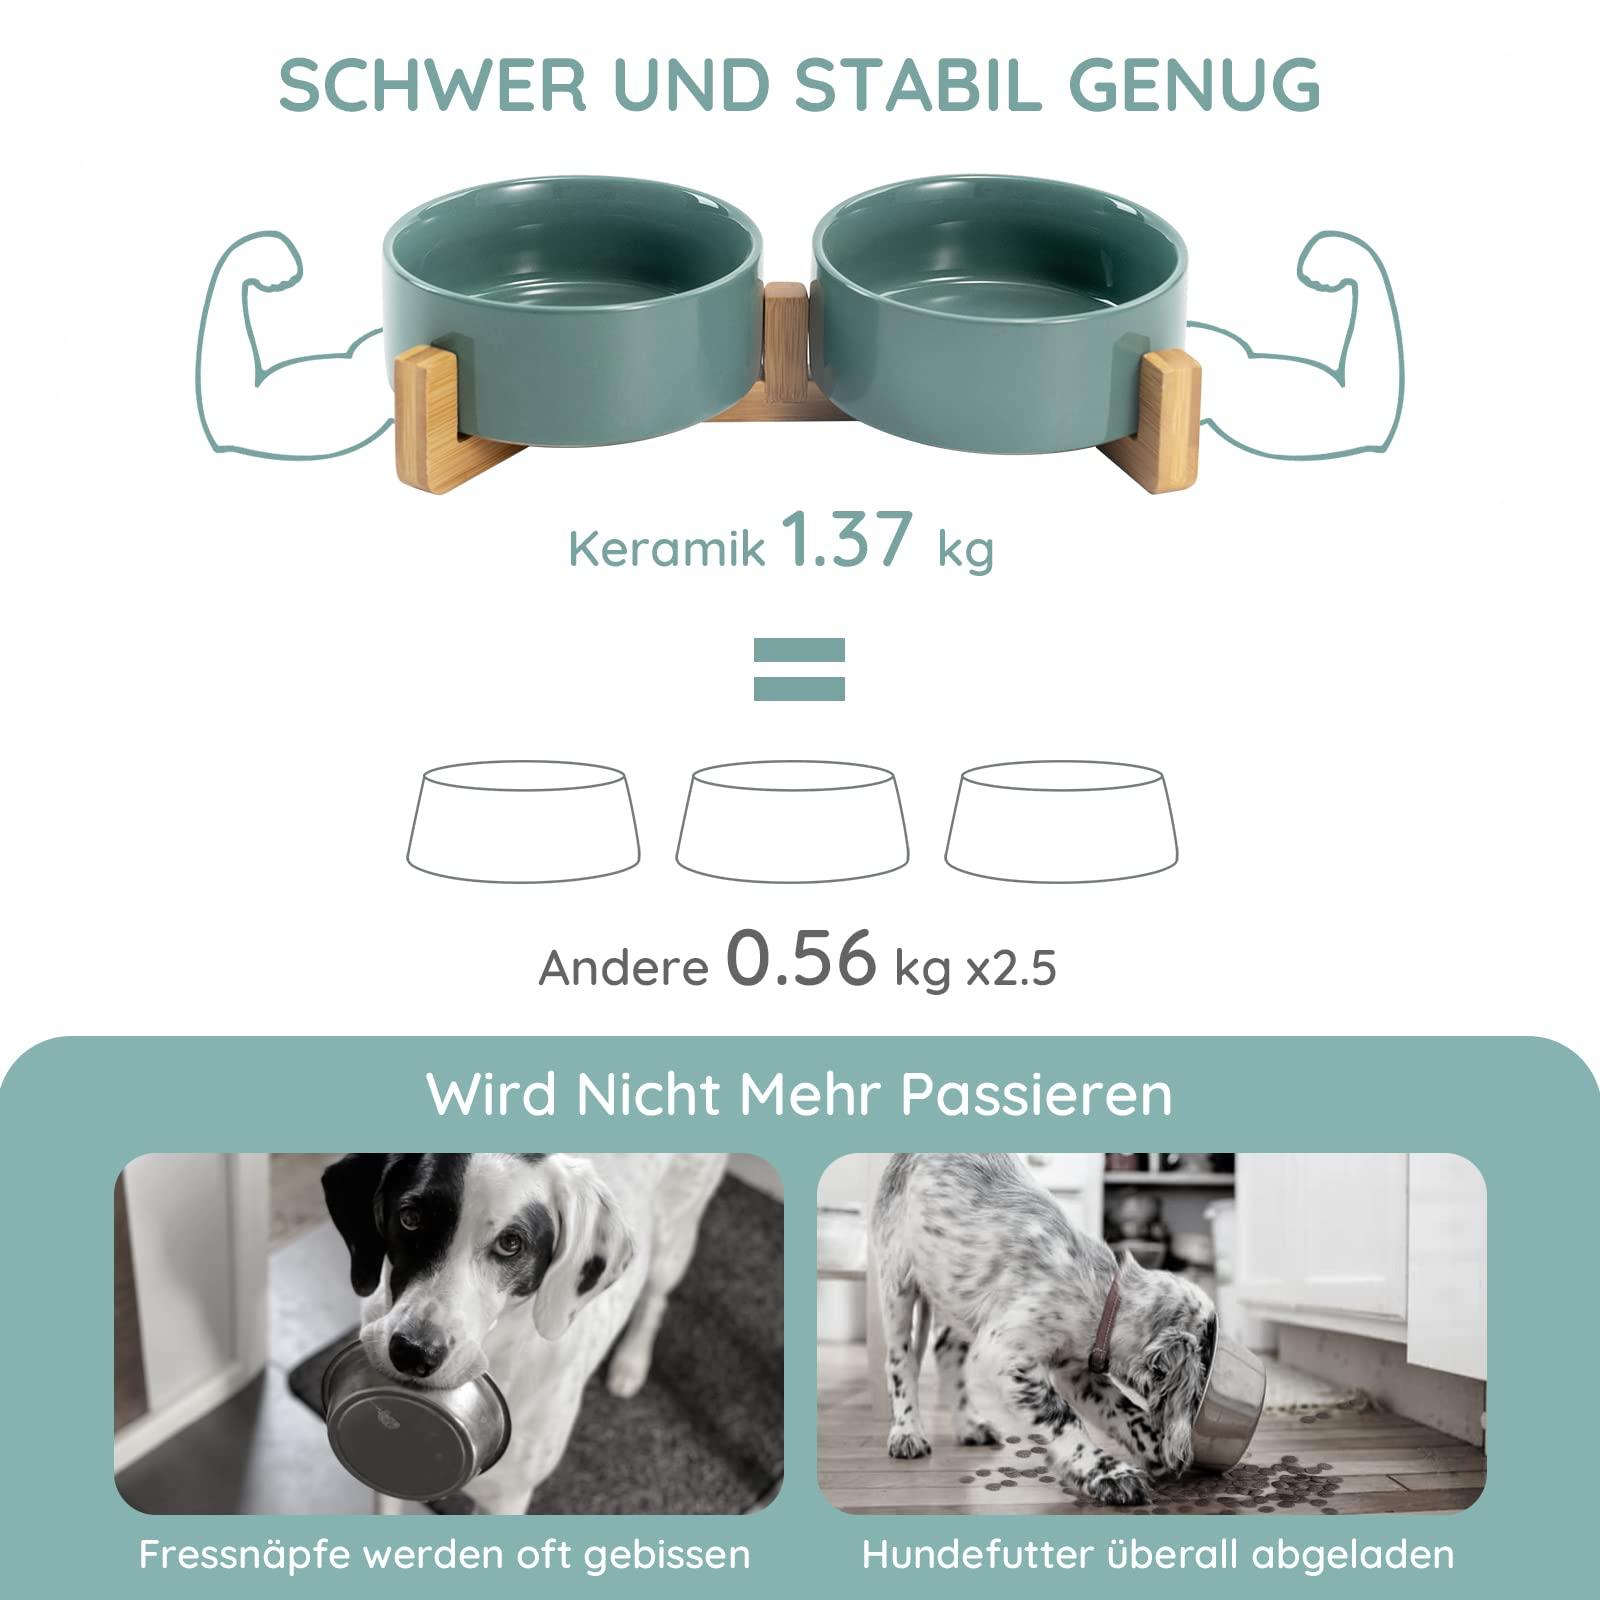 SCHWER UND STABIL GENUG
Keramik 1.37 kg
=
Andere 0.56 kg x2.5
Wird Nicht Mehr Passieren
Fressnäpfe werden oft gebissen
Hundefutter überall abgeladen